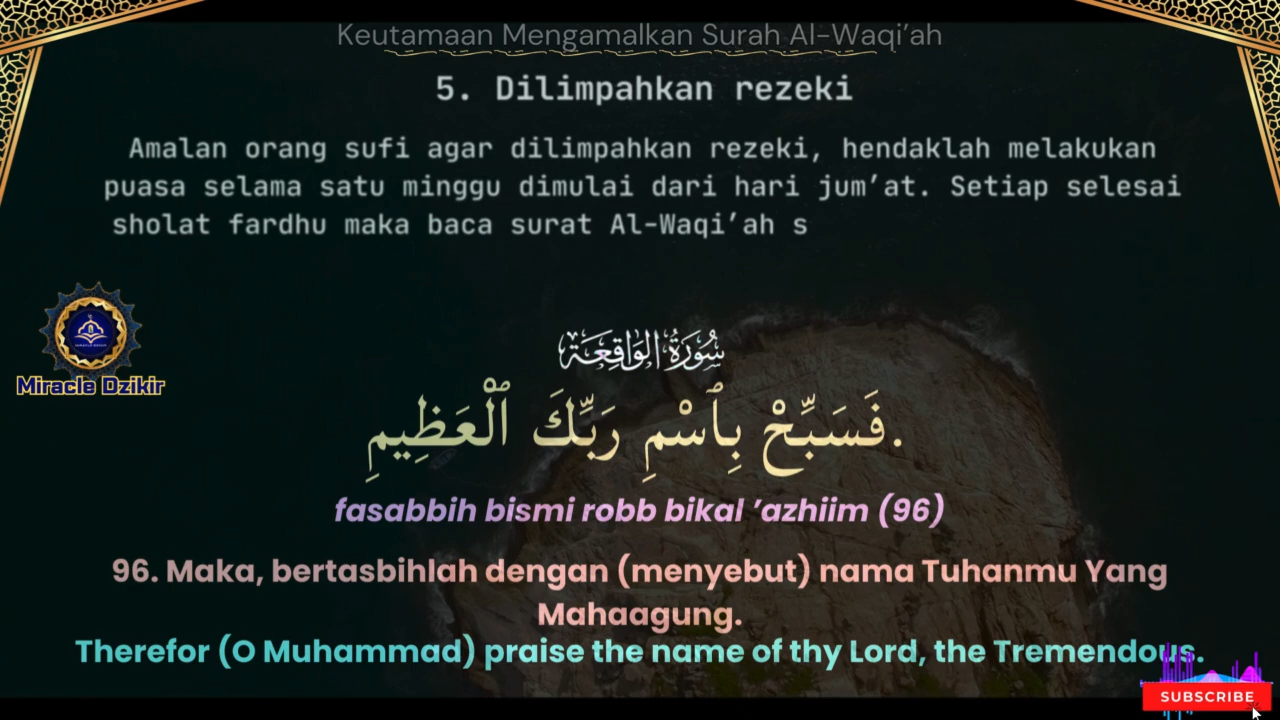 Keutamaan Mengamalkan Surah Al-Waqi’ah
5. Dilimpahkan rezeki
Amalan orang sufi agar dilimpahkan rezeki, hendaklah melakukan
puasa selama satu minggu dimulai dari hari jum’at. Setiap selesai
sholat fardhu maka baca surat Al-Waqi’ah s
Miracle Dzikir
سُورَةُ الوَاقِعَة
فَسَبِّحْ بِٱسْمِ رَبِّكَ ٱلْعَظِيمِ.
fasabbih bismi robb bikal ’azhiim (96)
96. Maka, bertasbihlah dengan (menyebut) nama Tuhanmu Yang
Mahaagung.
Therefor (O Muhammad) praise the name of thy Lord, the Tremendous.
SUBSCRIBE